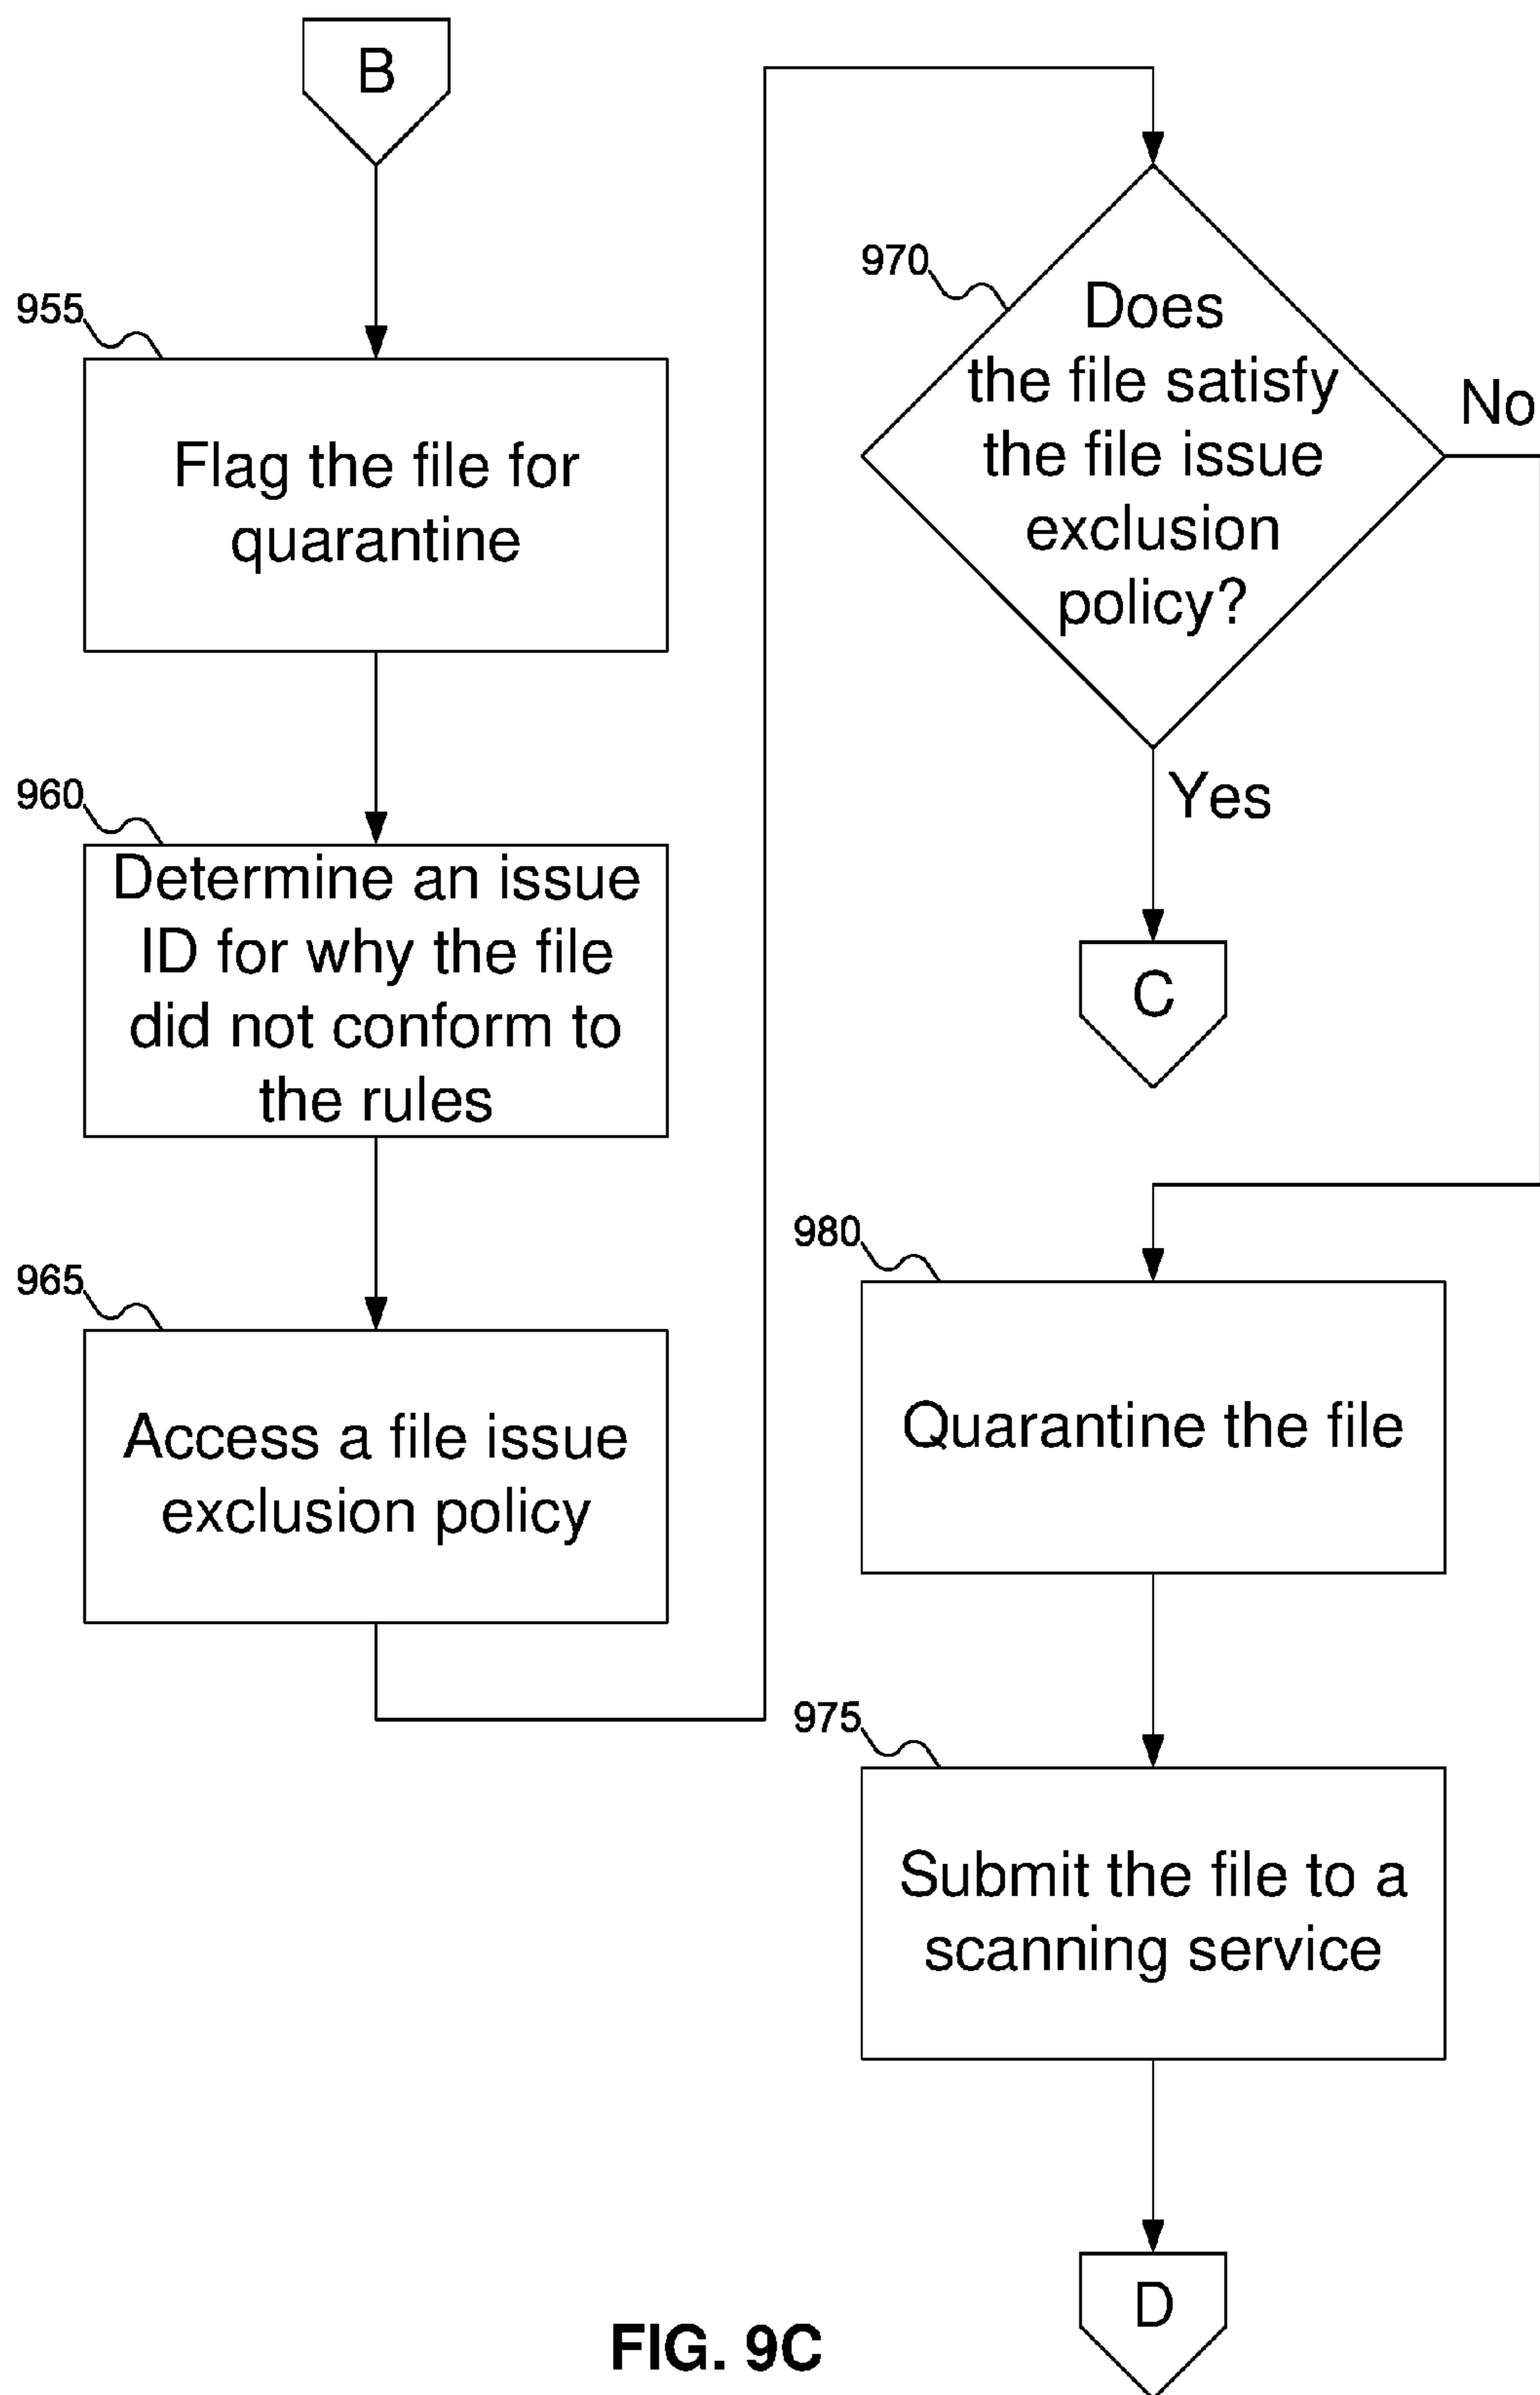 B
955
Flag the file for
quarantine
960
Determine an issue
ID for why the file
did not conform to
the rules
965
Access a file issue
exclusion policy
970
Does
the file satisfy
the file issue
exclusion
policy?
No
Yes
C
980
Quarantine the file
975
Submit the file to a
scanning service
D
FIG. 9C